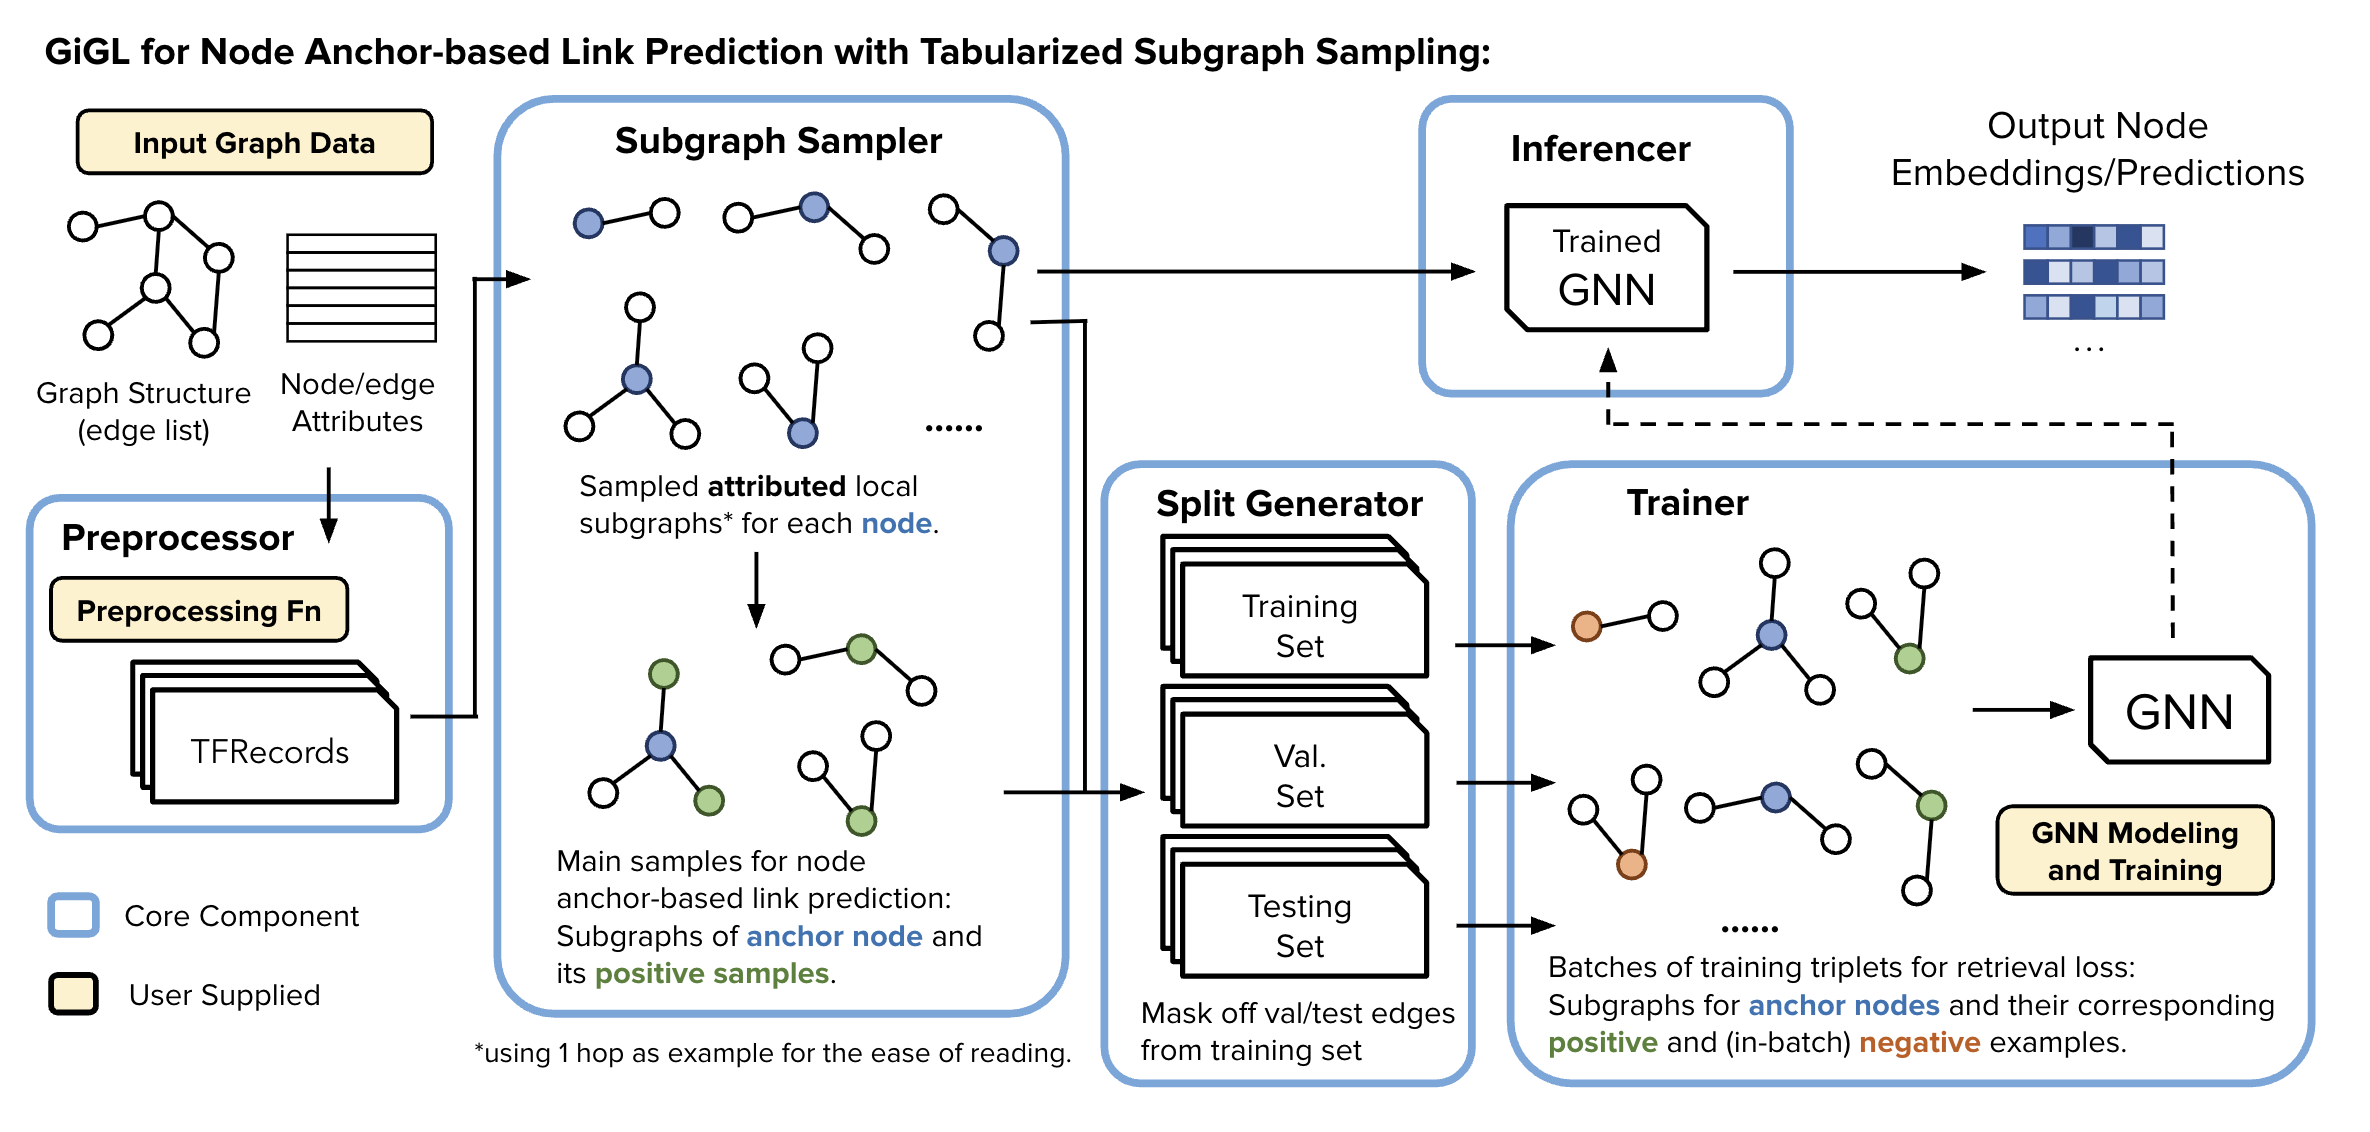 GiGL for Node Anchor-based Link Prediction with Tabularized Subgraph Sampling:
Input Graph Data
Graph Structure
(edge list)
Node/edge
Attributes
Preprocessor
Preprocessing Fn
TFRecords
Core Component
User Supplied
Subgraph Sampler
......
Sampled attributed local
subgraphs* for each node.
Main samples for node
anchor-based link prediction:
Subgraphs of anchor node and
its positive samples.
*using 1 hop as example for the ease of reading.
Split Generator
Training
Set
Val.
Set
Testing
Set
Mask off val/test edges
from training set
Inferencer
Trained
GNN
Output Node
Embeddings/Predictions
...
Trainer
GNN
GNN Modeling
and Training
......
Batches of training triplets for retrieval loss:
Subgraphs for anchor nodes and their corresponding
positive and (in-batch) negative examples.